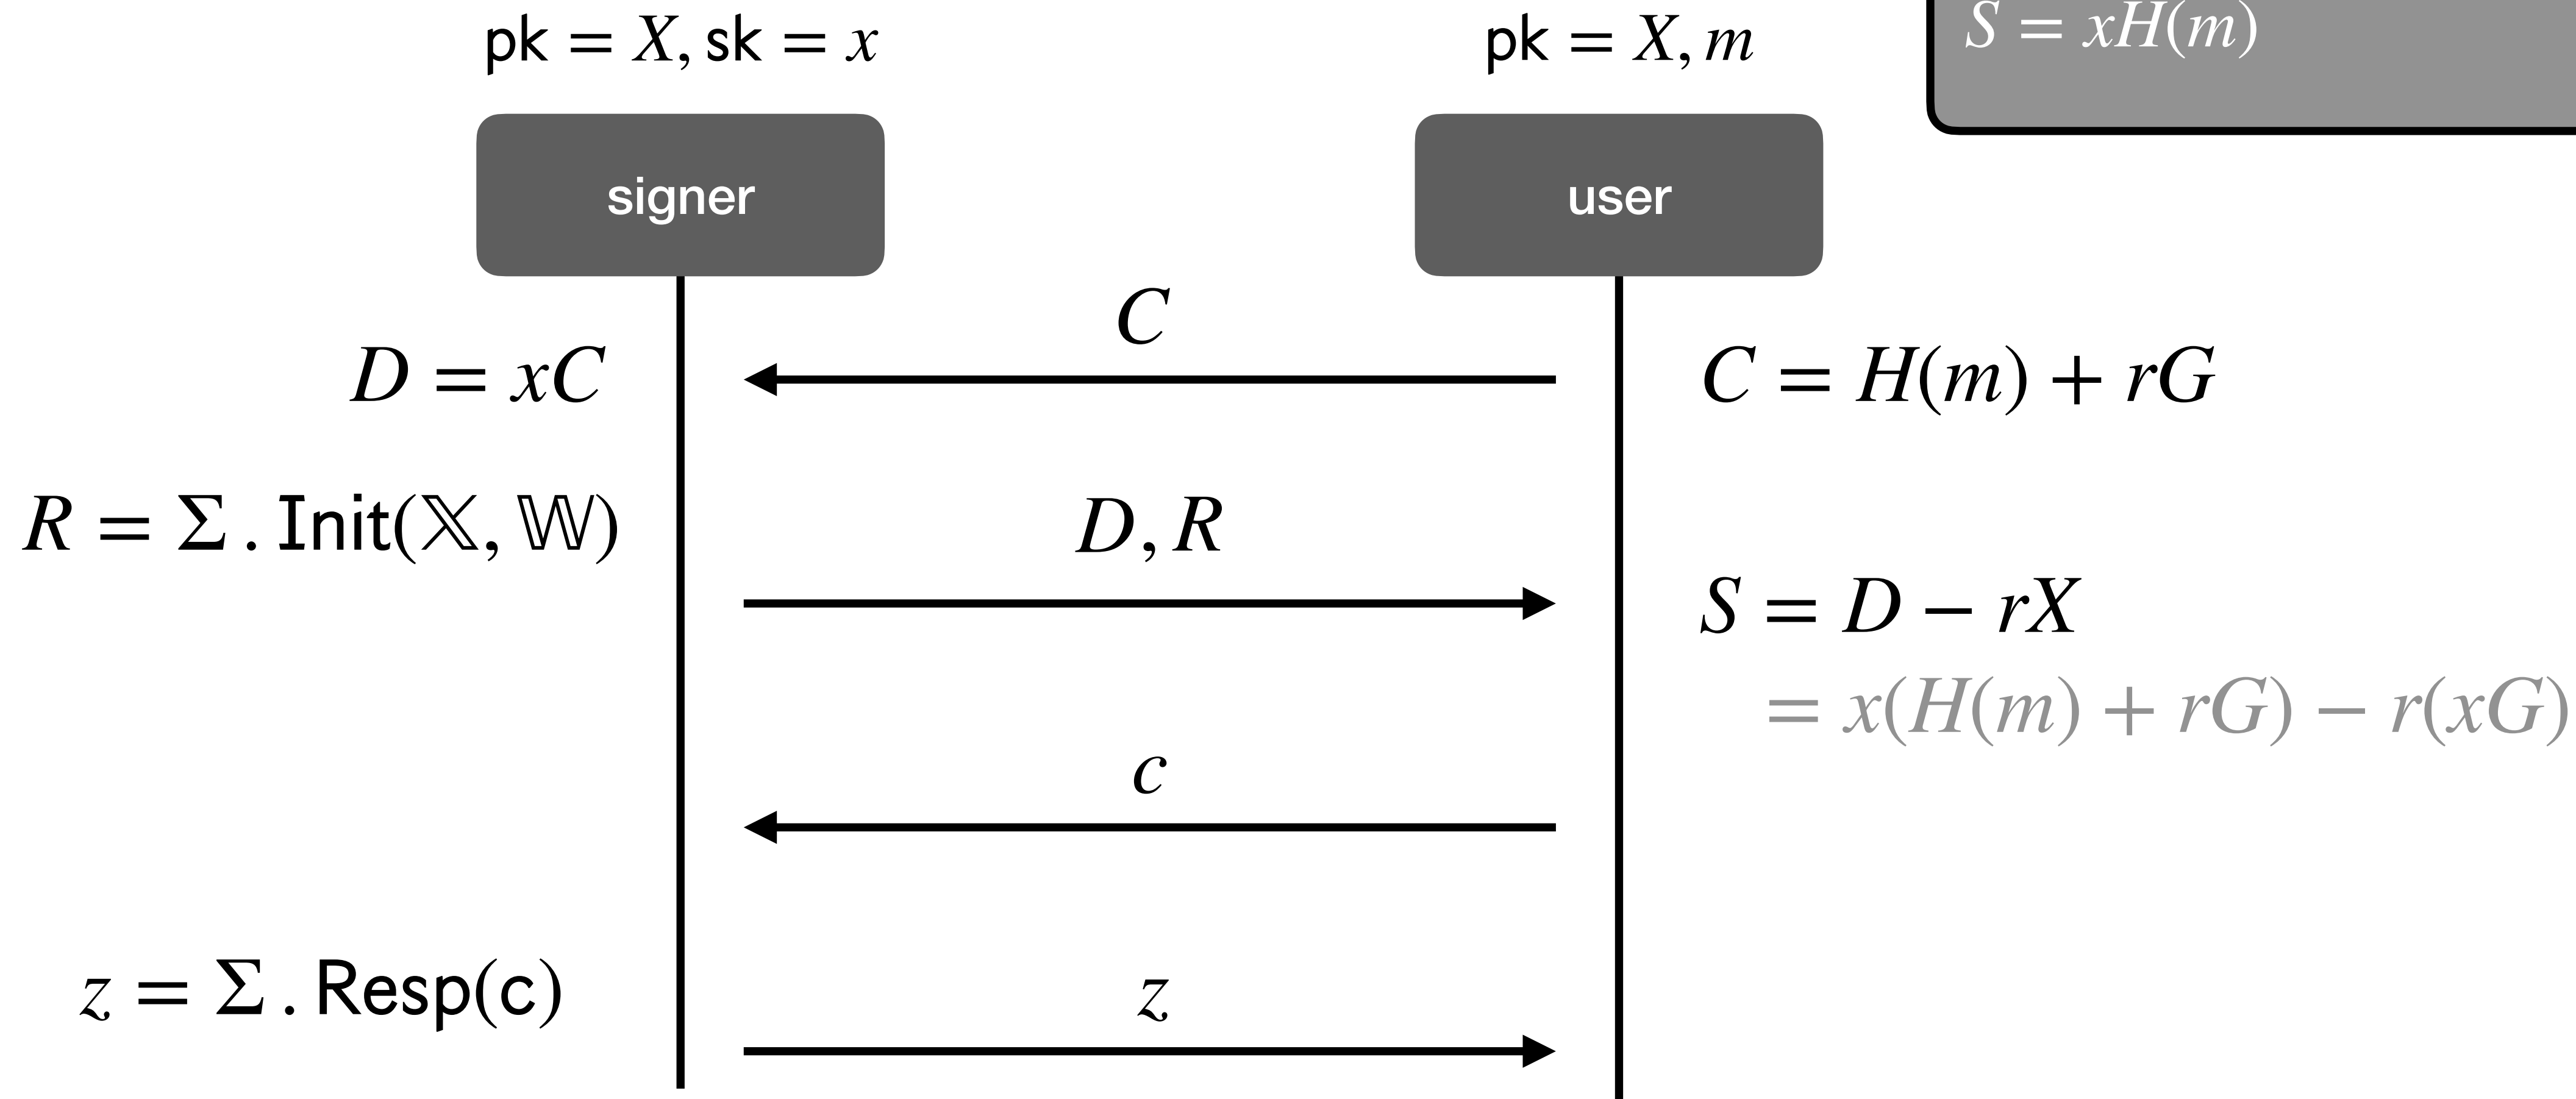 S = xH(m)
pk = X, sk = x
pk = X, m
signer
user
C
D = xC
C = H(m) + rG
R = Σ . Init(𝕏, 𝕎)
D, R
S = D − rX
= x(H(m) + rG) − r(xG)
c
z = Σ . Resp(c)
z